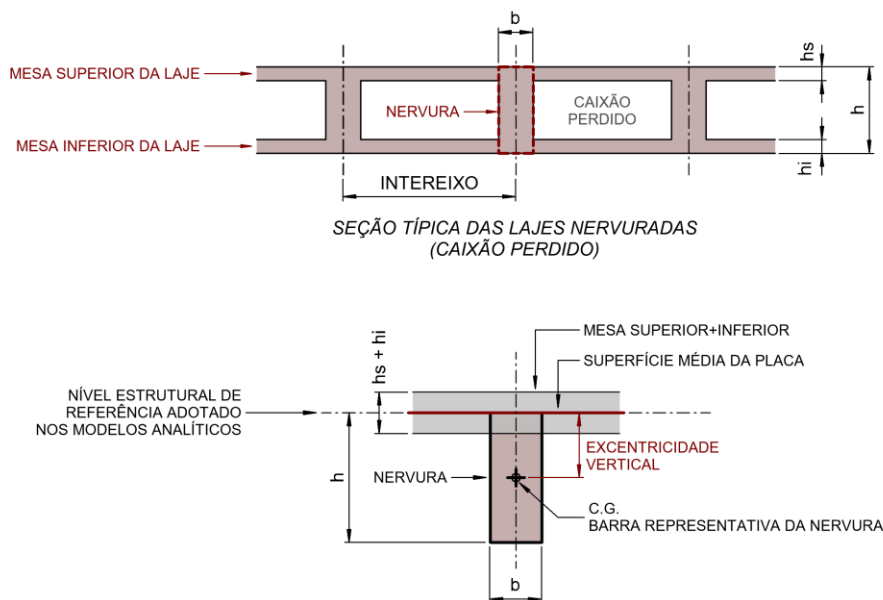 b
MESA SUPERIOR DA LAJE
hs
NERVURA
CAIXÃO
PERDIDO
h
MESA INFERIOR DA LAJE
hi
INTEREIXO
SEÇÃO TÍPICA DAS LAJES NERVURADAS
(CAIXÃO PERDIDO)
hs + hi
MESA SUPERIOR+INFERIOR
SUPERFÍCIE MÉDIA DA PLACA
NÍVEL ESTRUTURAL DE
REFERÊNCIA ADOTADO
NOS MODELOS ANALÍTICOS
EXCENTRICIDADE
VERTICAL
h
NERVURA
C.G.
BARRA REPRESENTATIVA DA NERVURA
b